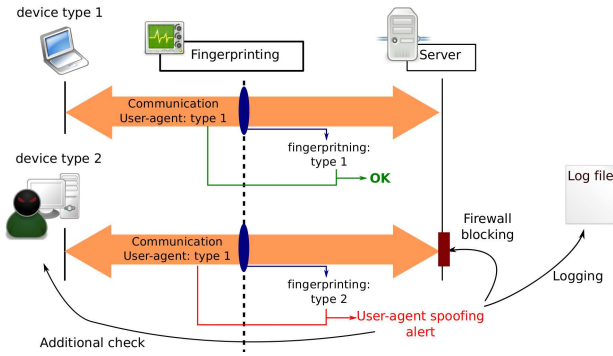 device type 1
Fingerprinting
Server
Communication
User-agent: type 1
fingerpritning:
type 1
OK
device type 2
Log file
Firewall
blocking
Communication
User-agent: type 1
fingerprinting:
type 2
Logging
User-agent spoofing
alert
Additional check